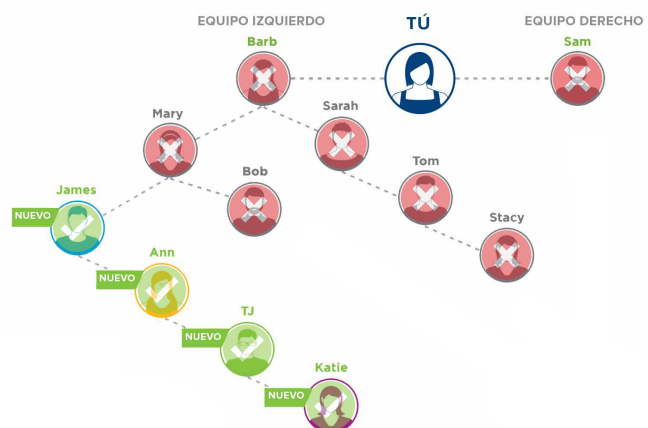 EQUIPO IZQUIERDO
TÚ
EQUIPO DERECHO
Barb
Sam
Mary
Sarah
Bob
Tom
James
NUEVO
Stacy
Ann
NUEVO
TJ
NUEVO
Katie
NUEVO